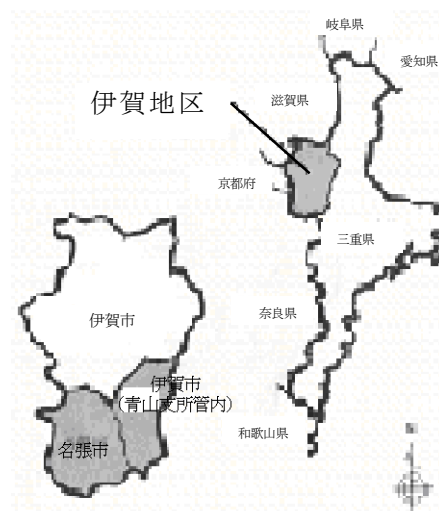 岐阜県
愛知県
滋賀県
伊賀地区
京都府
三重県
奈良県
伊賀市
伊賀市
(青山支所管内)
和歌山県
名張市
N